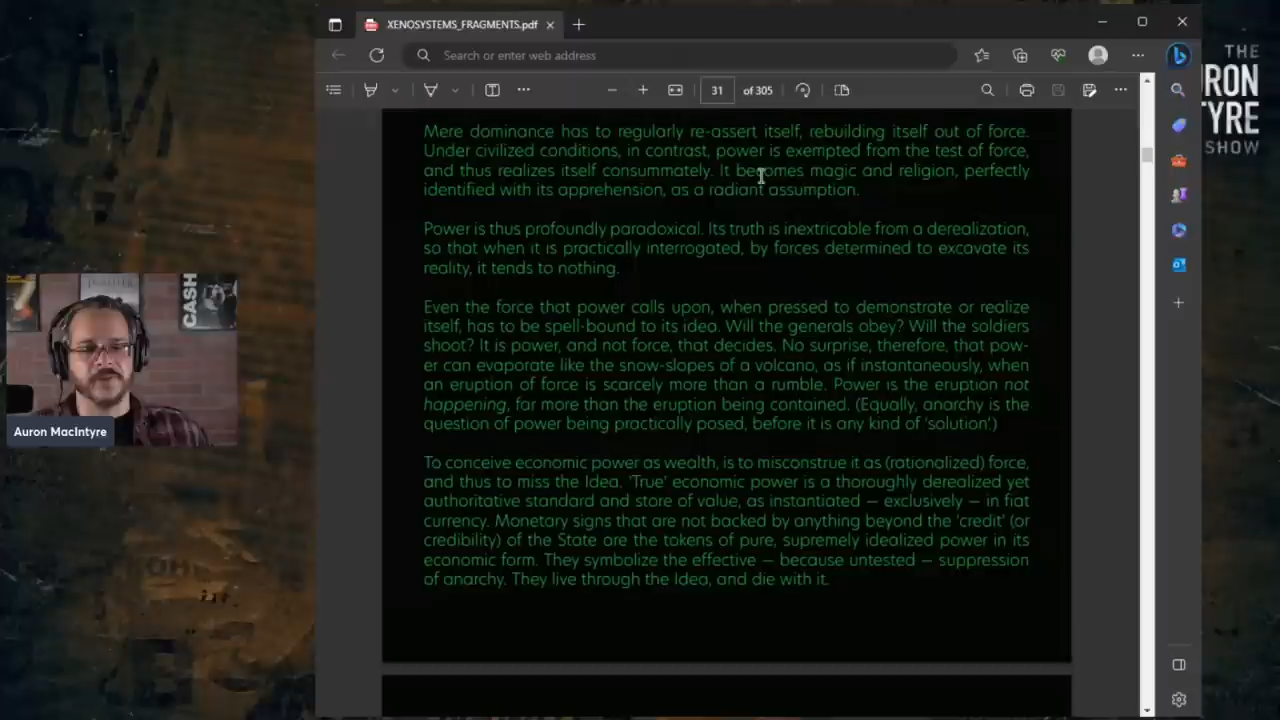 XENOSYSTEMS_FRAGMENTS.pdf
Search or enter web address
31 of 305
THE
RON
TYRE
SHOW
Mere dominance has to regularly re-assert itself, rebuilding itself out of force.
Under civilized conditions, in contrast, power is exempted from the test of force,
and thus realizes itself consummately. It becomes magic and religion, perfectly
identified with its apprehension, as a radiant assumption.
Power is thus profoundly paradoxical. Its truth is inextricable from a derealization,
so that when it is practically interrogated, by forces determined to excavate its
reality, it tends to nothing.
Even the force that power calls upon, when pressed to demonstrate or realize
itself, has to be spell-bound to its idea. Will the generals obey? Will the soldiers
shoot? It is power, and not force, that decides. No surprise, therefore, that pow-
er can evaporate like the snow-slopes of a volcano, as if instantaneously, when
an eruption of force is scarcely more than a rumble. Power is the eruption not
happening, far more than the eruption being contained. (Equally, anarchy is the
question of power being practically posed, before it is any kind of 'solution'.)
To conceive economic power as wealth, is to misconstrue it as (rationalized) force,
and thus to miss the Idea. 'True' economic power is a thoroughly derealized yet
authoritative standard and store of value, as instantiated – exclusively – in fiat
currency. Monetary signs that are not backed by anything beyond the 'credit' (or
credibility) of the State are the tokens of pure, supremely idealized power in its
economic form. They symbolize the effective – because untested – suppression
of anarchy. They live through the Idea, and die with it.
CASH
Auron MacIntyre